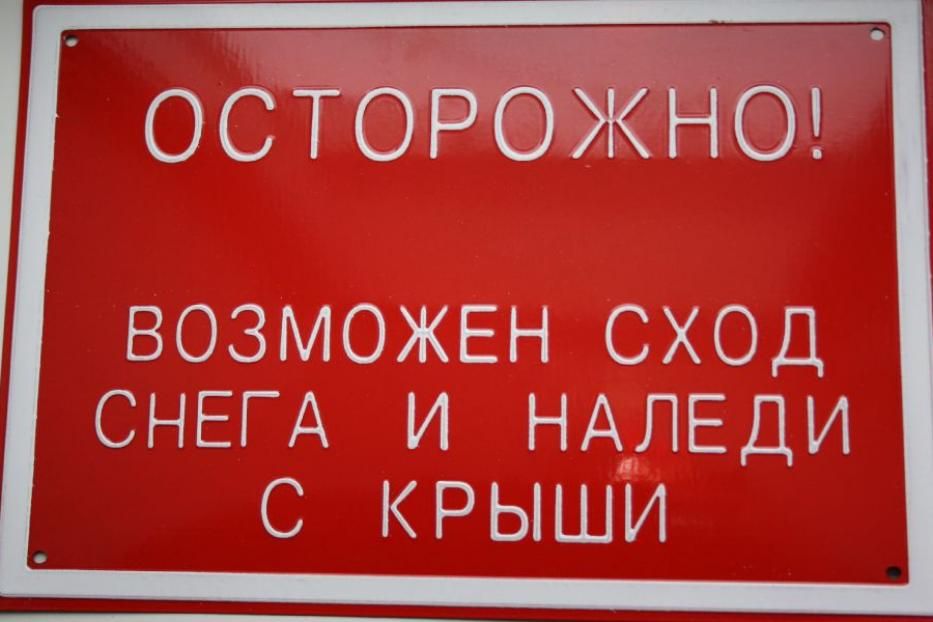 ОСТОРОЖНО!
ВОЗМОЖЕН СХОД
СНЕГА И НАЛЕДИ
С КРЫШИ